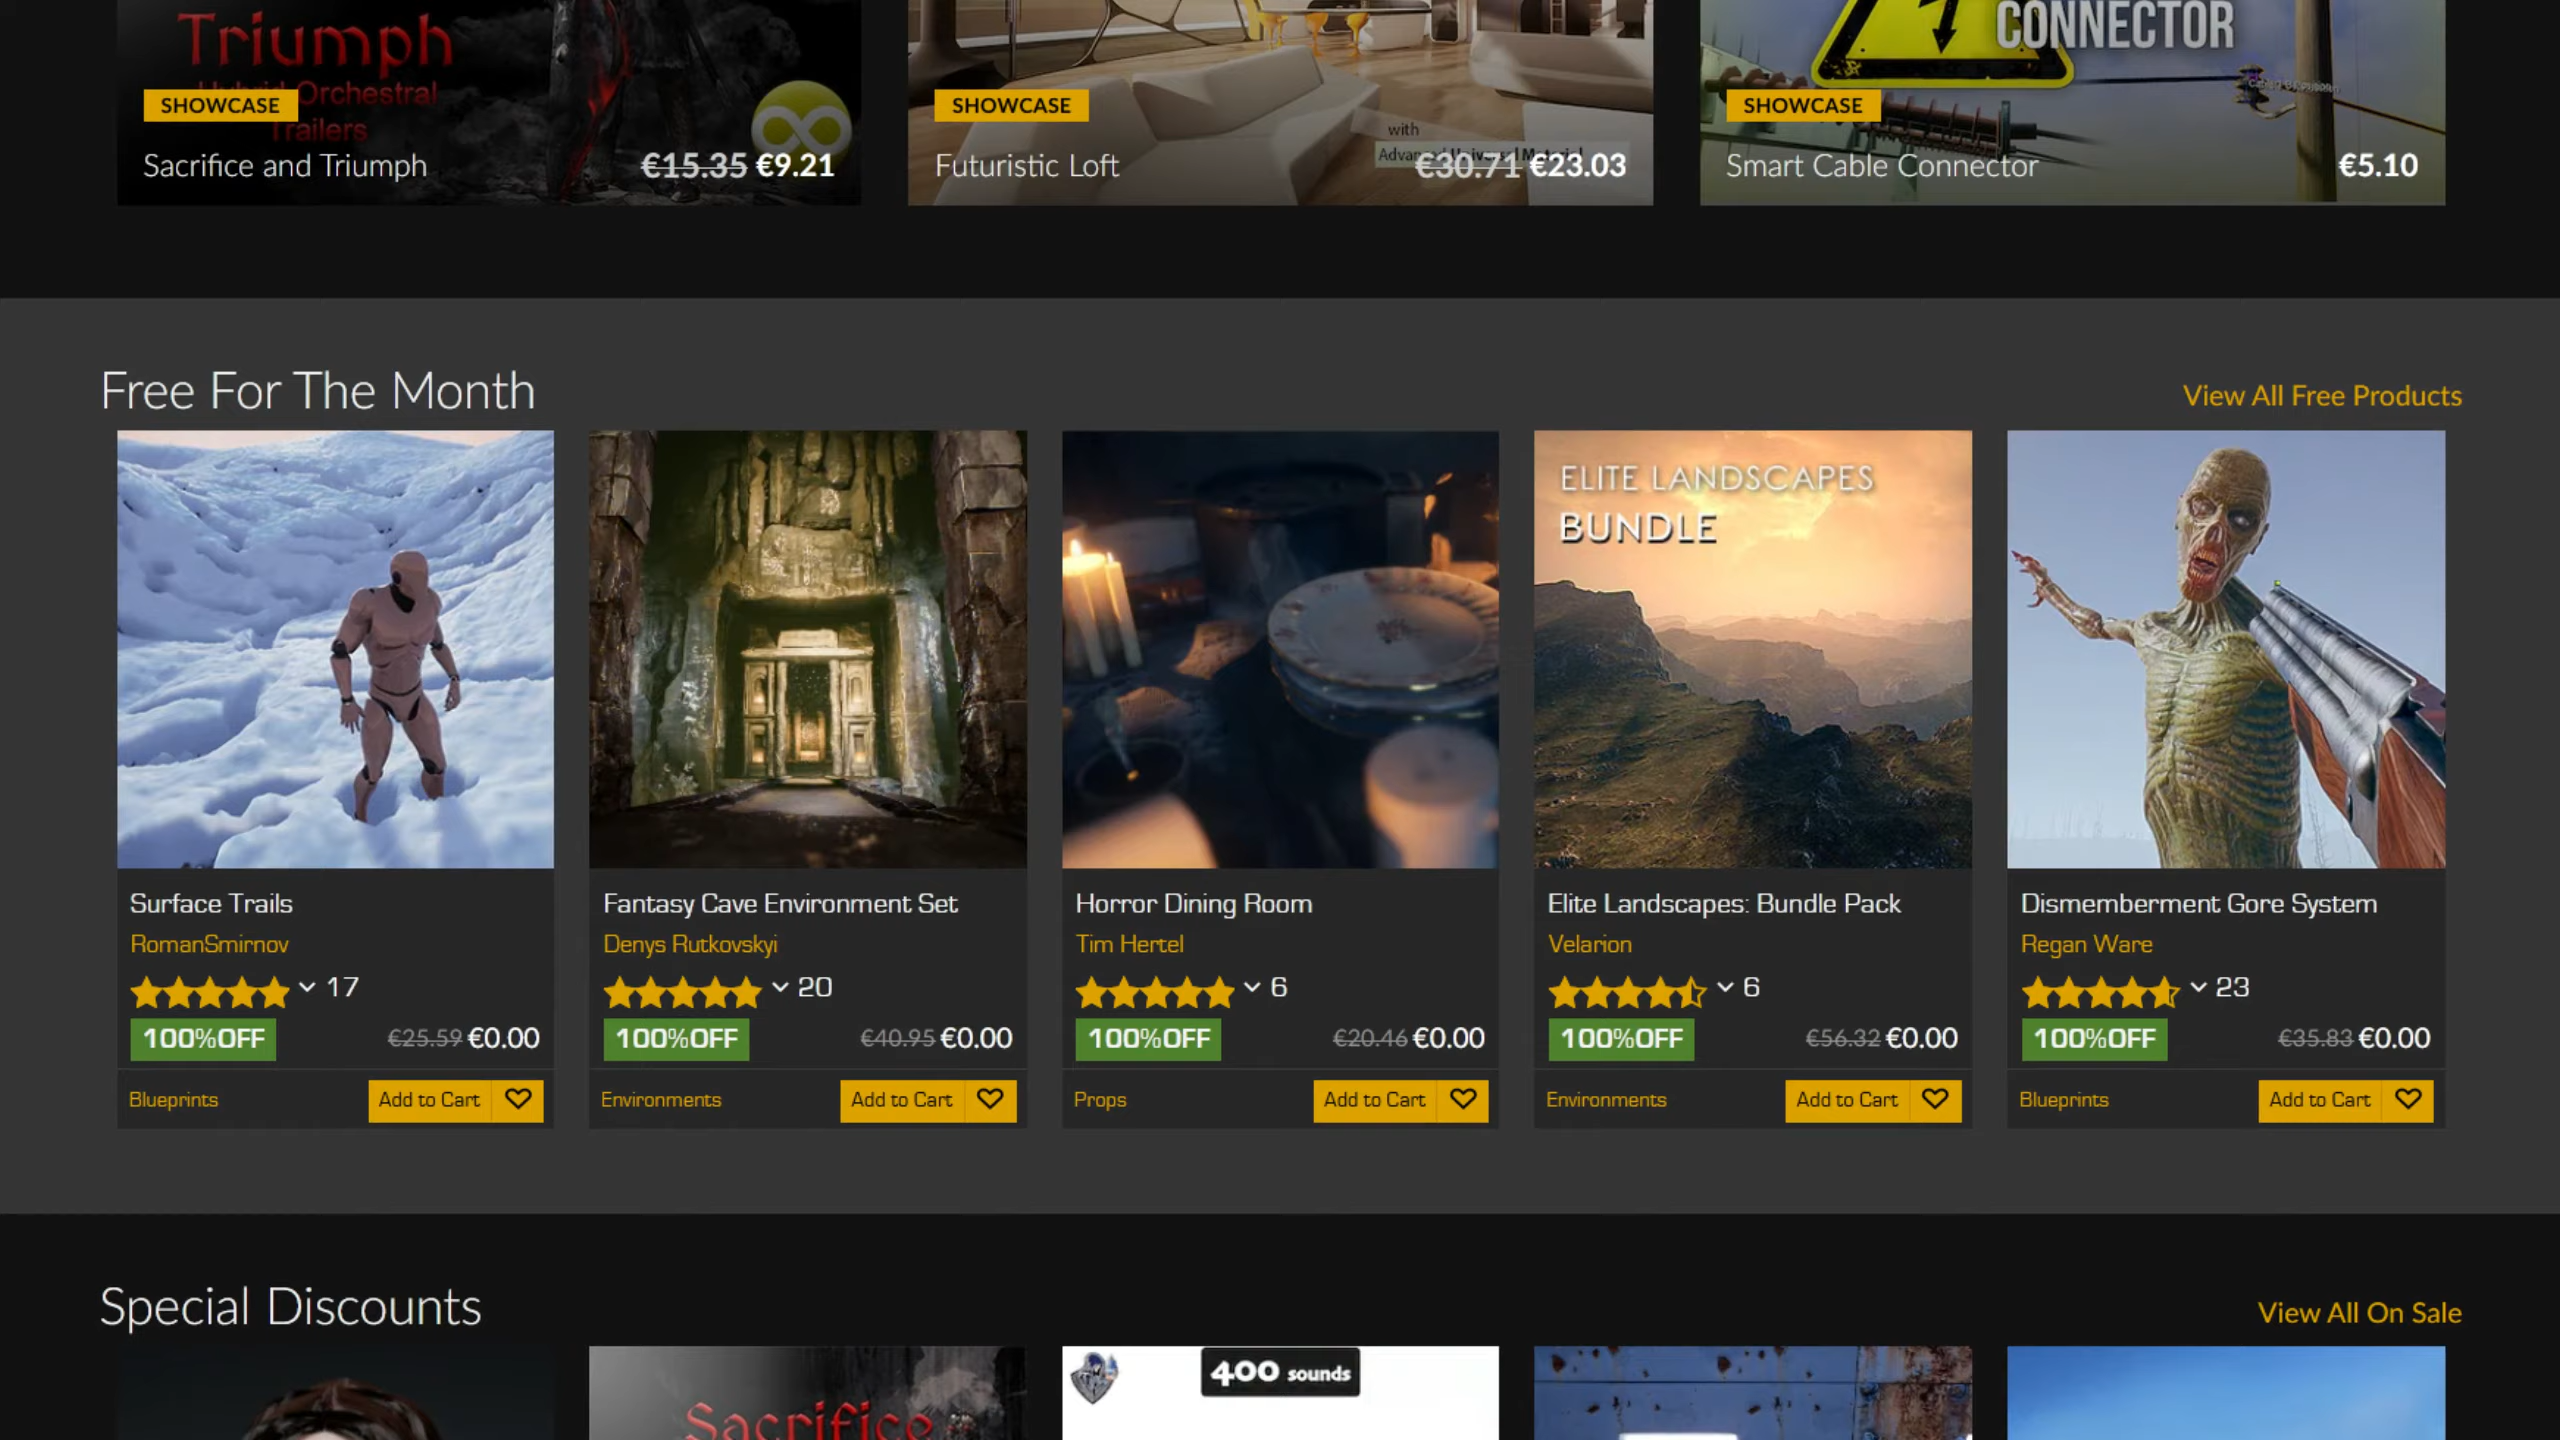 Triumph
Hybrid Orchestral
Trailers
SHOWCASE
Sacrifice and Triumph
€15.35 €9.21
SHOWCASE
with
Advanced Universal Material
Futuristic Loft
€30.71 €23.03
CONNECTOR
SHOWCASE
Smart Cable Connector
€5.10
Free For The Month
View All Free Products
ELITE LANDSCAPES
BUNDLE
Surface Trails
RomanSmirnov
17
100%OFF
€25.59 €0.00
Blueprints
Add to Cart
Fantasy Cave Environment Set
Denys Rutkovskyi
20
100%OFF
€40.95 €0.00
Environments
Add to Cart
Horror Dining Room
Tim Hertel
6
100%OFF
€20.46 €0.00
Props
Add to Cart
Elite Landscapes: Bundle Pack
Velarion
6
100%OFF
€56.32 €0.00
Environments
Add to Cart
Dismemberment Gore System
Regan Ware
23
100%OFF
€35.83 €0.00
Blueprints
Add to Cart
Special Discounts
View All On Sale
Sacrifice
400 sounds